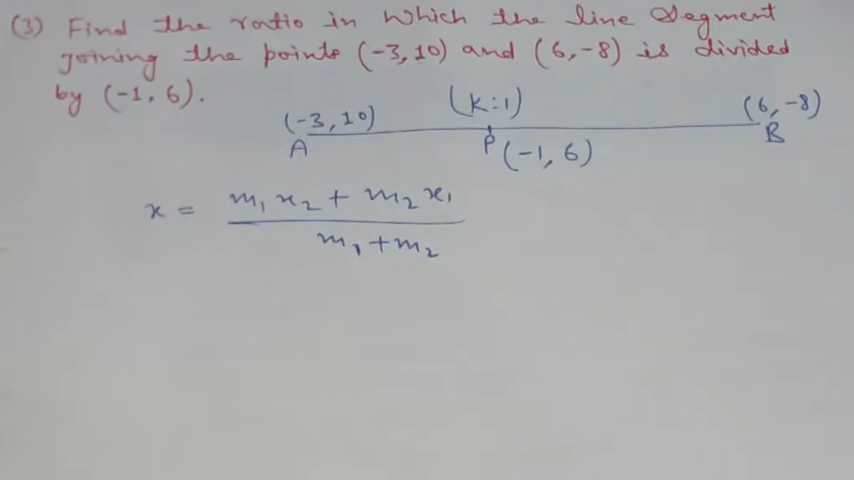 (3) Find the ratio in which the line segment
joining the points (-3, 10) and (6, -8) is divided
by (-1, 6).
(-3, 10) (K:1) (6, -8)
A P (-1, 6) B
x = m₁x₂ + m₂x₁
m₁ + m₂